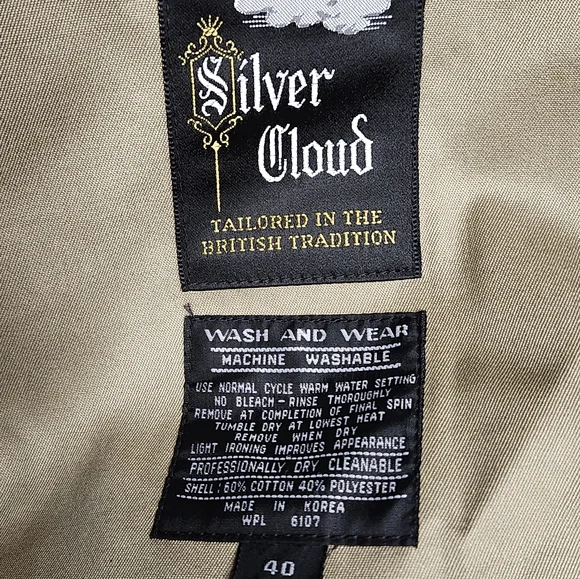 Silver
Cloud
TAILORED IN THE
BRITISH TRADITION
WASH AND WEAR
MACHINE WASHABLE
USE NORMAL CYCLE WARM WATER SETTING
NO BLEACH - RINSE THOROUGHLY
REMOVE AT COMPLETION OF FINAL SPIN
TUMBLE DRY AT LOWEST HEAT
REMOVE WHEN DRY
LIGHT IRONING IMPROVES APPEARANCE
PROFESSIONALLY DRY CLEANABLE
SHELL : 60% COTTON 40% POLYESTER
MADE IN KOREA
WPL 6107
40